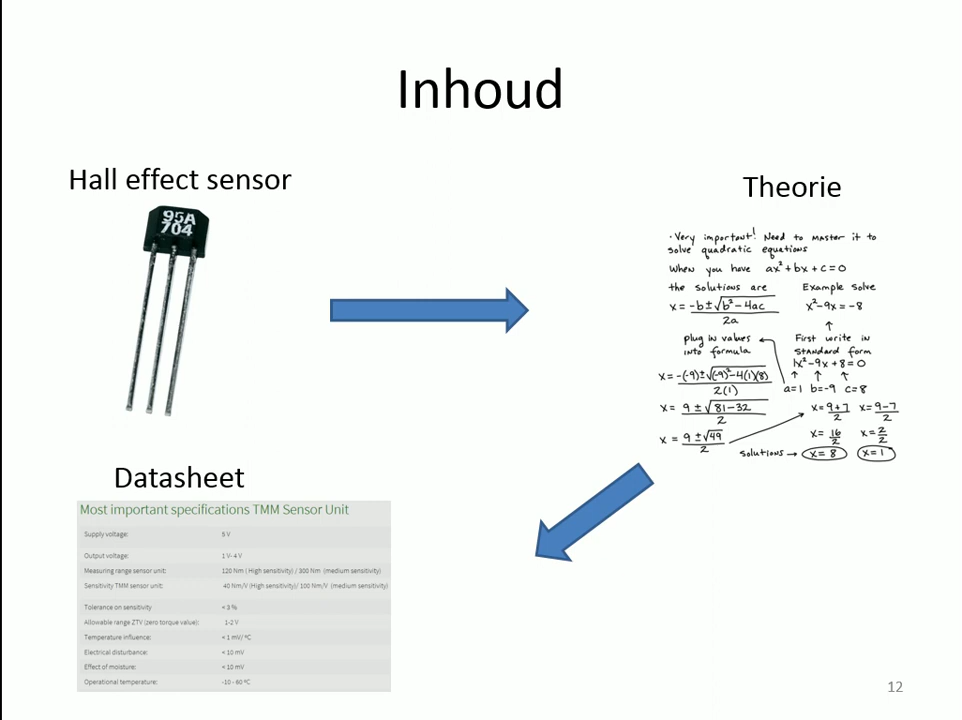 Inhoud
Hall effect sensor
95A
704
Theorie
·Very important! Need to master it to
solve quadratic equations
When you have ax²+bx+c=0
the solutions are
x = -b±√b²-4ac
2a
Example solve
x²-9x=-8
plug in values
into formula
First write in
standard form
1x²-9x+8=0
a=1 b=-9 c=8
x = -(-9)±√(-9)²-4(1)(8)
2(1)
x = 9±√81-32
2
x = 9±√49
2
x = 9+7
2
x = 9-7
2
x = 16
2
x = 2
2
solutions → x=8 x=1
Datasheet
Most important specifications TMM Sensor Unit
Supply voltage: 5 V
Output voltage: 1 V- 4 V
Measuring range sensor unit: 120 Nm ( High sensitivity) / 300 Nm (medium sensitivity)
Sensitivity TMM sensor unit: 40 Nm/V (High sensitivity)/ 100 Nm/V (medium sensitivity)
Tolerance on sensitivity < 3 %
Allowable range ZTV (zero torque value): 1-2 V
Temperature influence: < 1 mV/ ºC
Electrical disturbance: < 10 mV
Effect of moisture: < 10 mV
Operational temperature: -10 - 60 ºC
12